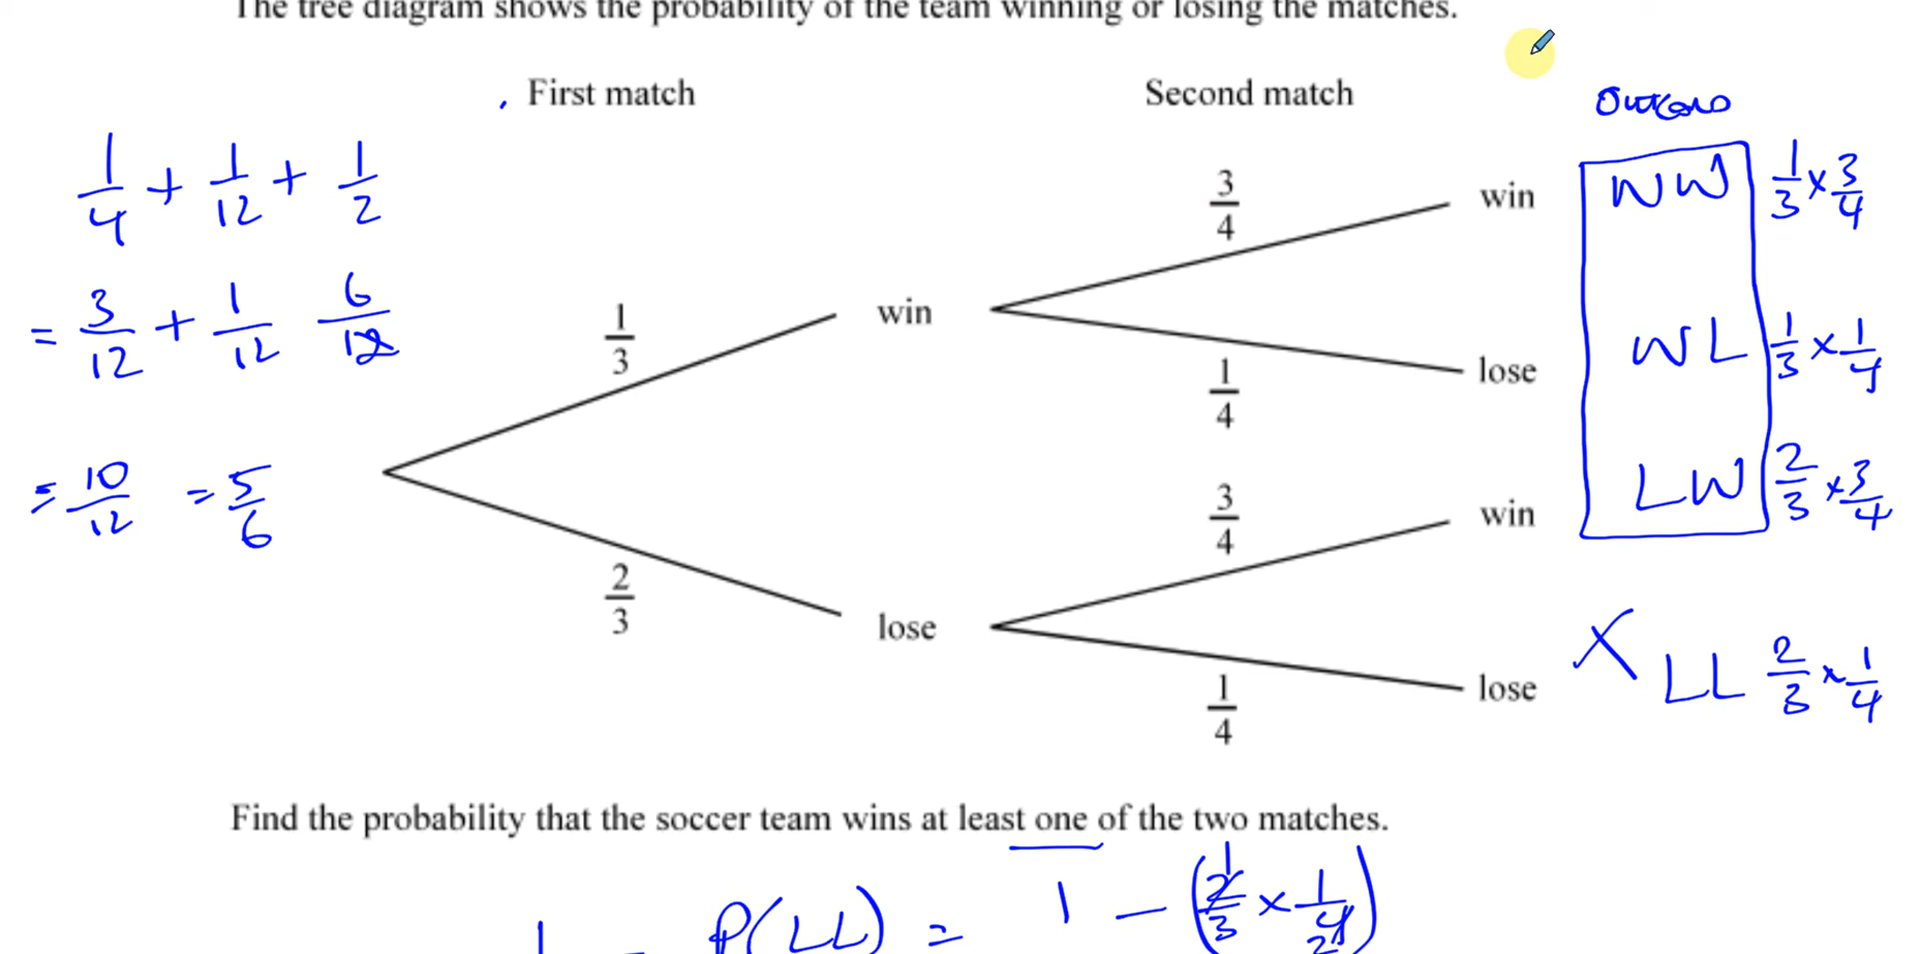 The tree diagram shows the probability of the team winning or losing the matches.
First match
Second match
1/4 + 1/12 + 1/2
= 3/12 + 1/12 6/12
= 10/12 = 5/6
1/3
win
2/3
lose
3/4
win
1/4
lose
3/4
win
1/4
lose
WW 1/3 × 3/4
WL 1/3 × 1/4
LW 2/3 × 3/4
X LL 2/3 × 1/4
Find the probability that the soccer team wins at least one of the two matches.
1 − P(LL) = 1 − (2/3 × 1/4)